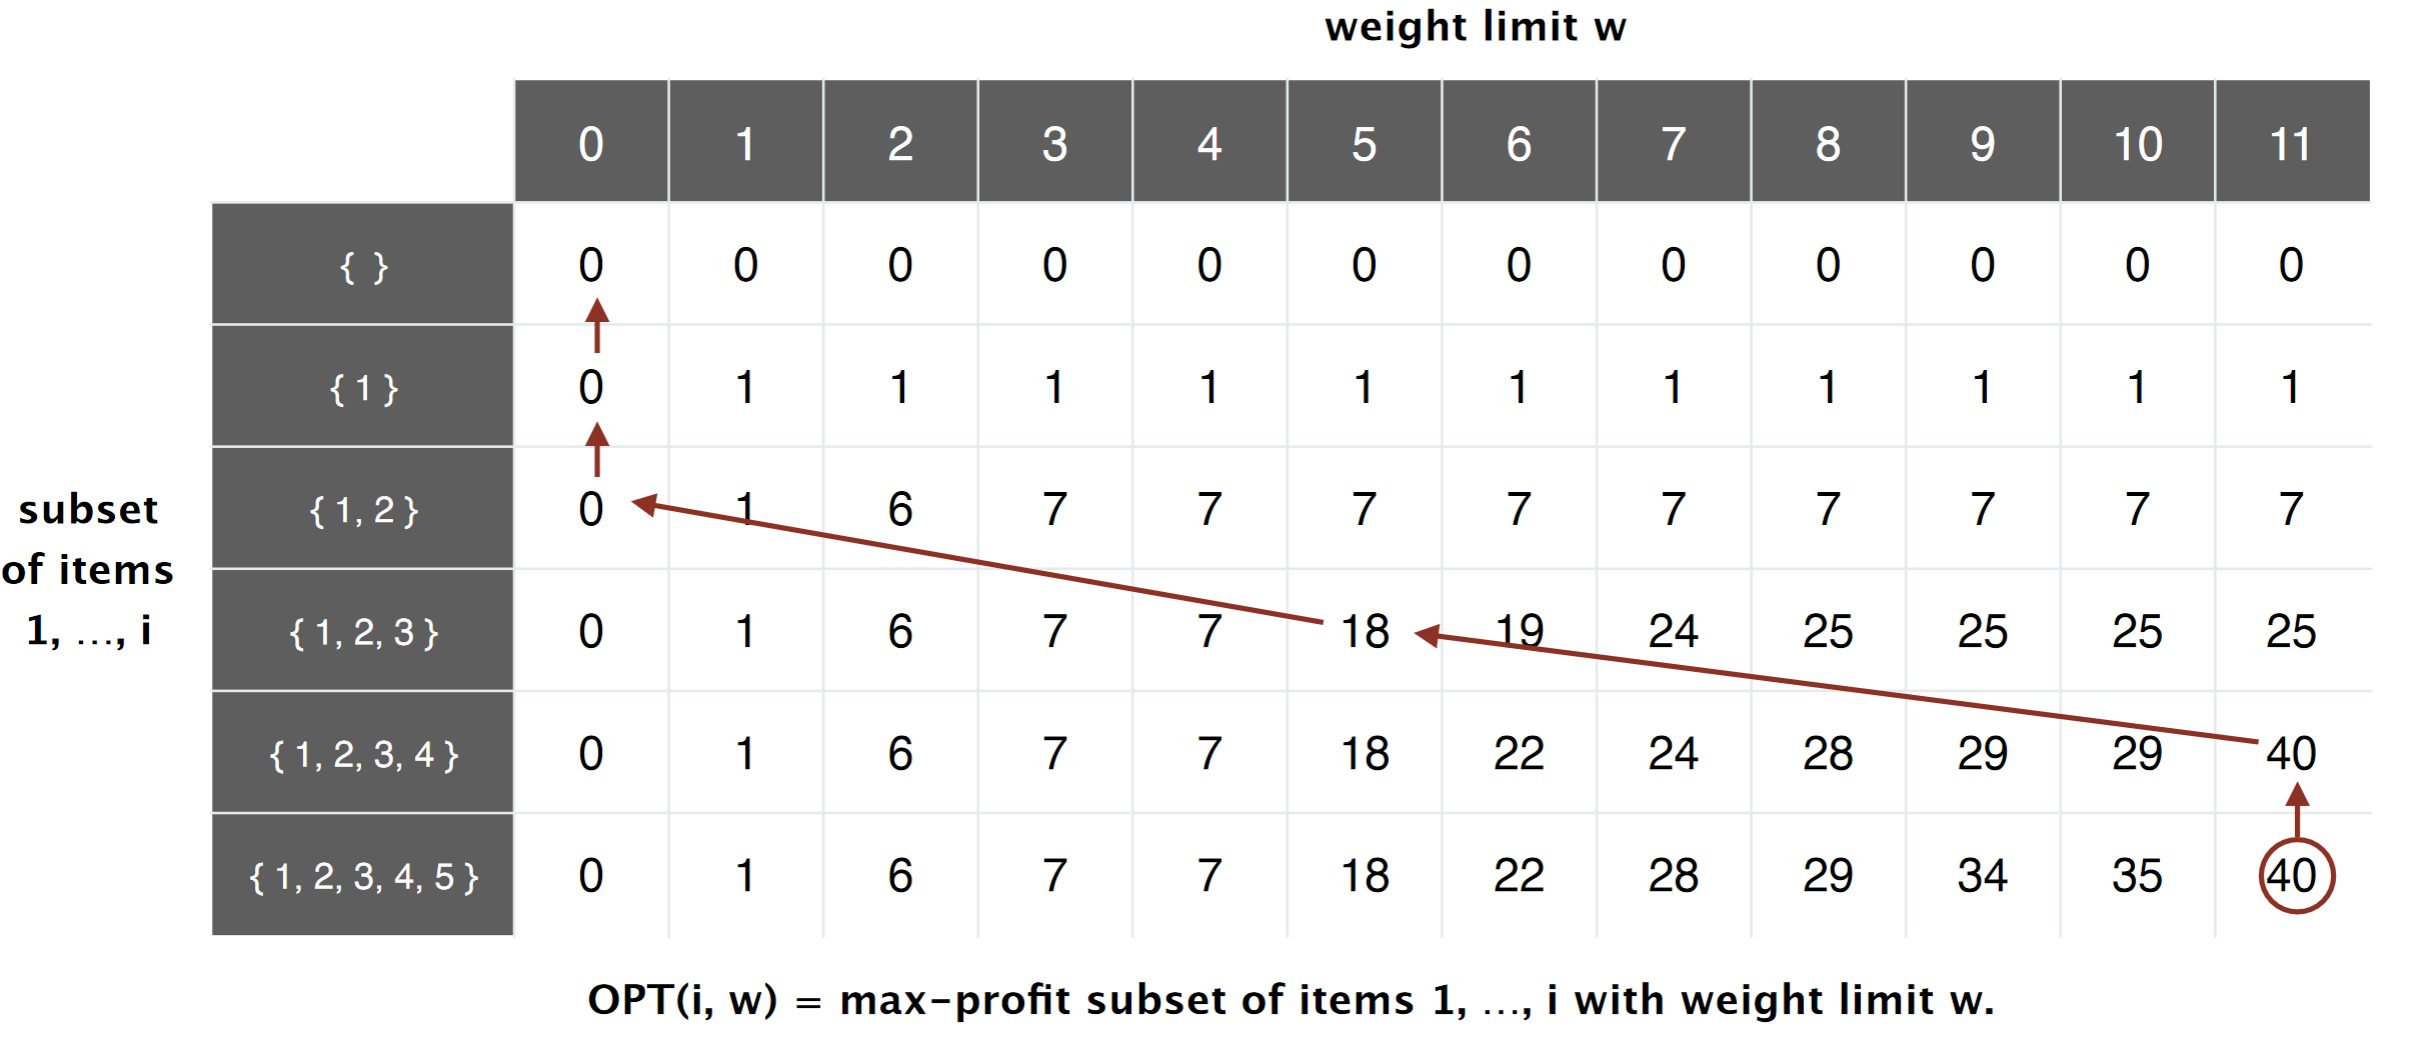 weight limit w
0 1 2 3 4 5 6 7 8 9 10 11
{ } 0 0 0 0 0 0 0 0 0 0 0 0
{ 1 } 0 1 1 1 1 1 1 1 1 1 1 1
{ 1, 2 } 0 1 6 7 7 7 7 7 7 7 7 7
subset
of items
1, …, i
{ 1, 2, 3 } 0 1 6 7 7 18 19 24 25 25 25 25
{ 1, 2, 3, 4 } 0 1 6 7 7 18 22 24 28 29 29 40
{ 1, 2, 3, 4, 5 } 0 1 6 7 7 18 22 28 29 34 35 40
OPT(i, w) = max-profit subset of items 1, …, i with weight limit w.